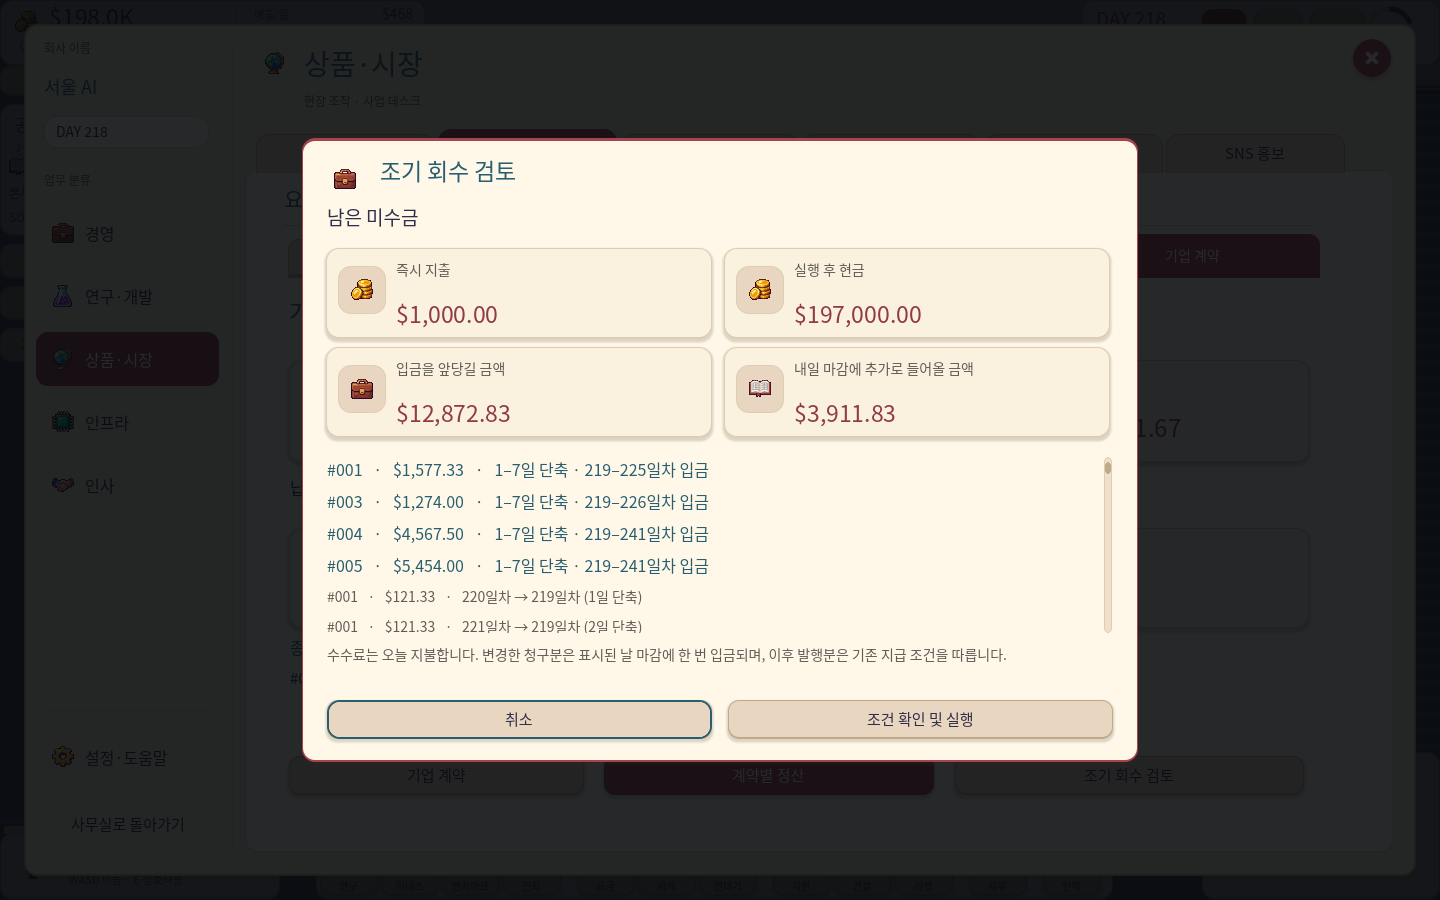 $198.0K
매출/일
$468
DAY 218
회사 이름
서울 AI
DAY 218
업무 분류
경영
연구·개발
상품·시장
인프라
인사
설정·도움말
사무실로 돌아가기
상품·시장
현장 조작 · 사업 데스크
SNS 홍보
기업 계약
조기 회수 검토
남은 미수금
즉시 지출
$1,000.00
실행 후 현금
$197,000.00
입금을 앞당길 금액
$12,872.83
내일 마감에 추가로 들어올 금액
$3,911.83
#001 · $1,577.33 · 1–7일 단축 · 219–225일차 입금
#003 · $1,274.00 · 1–7일 단축 · 219–226일차 입금
#004 · $4,567.50 · 1–7일 단축 · 219–241일차 입금
#005 · $5,454.00 · 1–7일 단축 · 219–241일차 입금
#001 · $121.33 · 220일차 → 219일차 (1일 단축)
#001 · $121.33 · 221일차 → 219일차 (2일 단축)
수수료는 오늘 지불합니다. 변경한 청구분은 표시된 날 마감에 한 번 입금되며, 이후 발행분은 기존 지급 조건을 따릅니다.
취소
조건 확인 및 실행
1.67
기업 계약
계약별 정산
조기 회수 검토